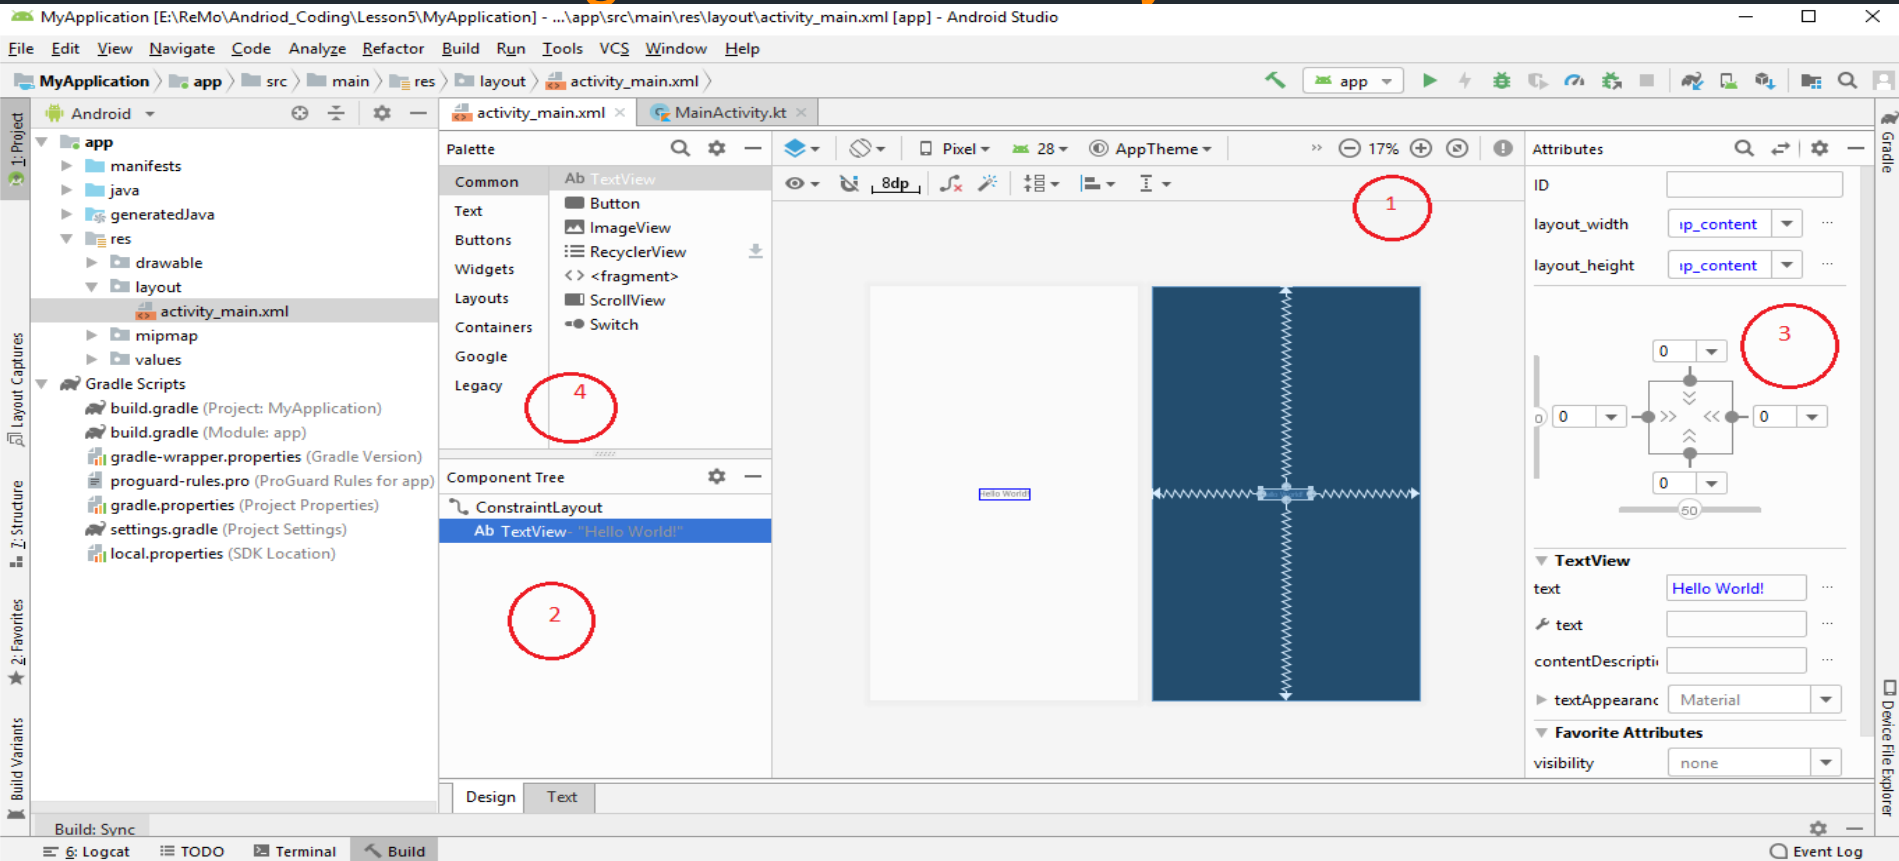 MyApplication [E:\ReMo\Andriod_Coding\Lesson5\MyApplication] - ...\app\src\main\res\layout\activity_main.xml [app] - Android Studio
File Edit View Navigate Code Analyze Refactor Build Run Tools VCS Window Help
MyApplication app src main res layout activity_main.xml
app
1: Project
Layout Captures
7: Structure
2: Favorites
Build Variants
Android
app
manifests
java
generatedJava
res
drawable
layout
activity_main.xml
mipmap
values
Gradle Scripts
build.gradle (Project: MyApplication)
build.gradle (Module: app)
gradle-wrapper.properties (Gradle Version)
proguard-rules.pro (ProGuard Rules for app)
gradle.properties (Project Properties)
settings.gradle (Project Settings)
local.properties (SDK Location)
activity_main.xml MainActivity.kt
Palette
Common
Text
Buttons
Widgets
Layouts
Containers
Google
Legacy
Ab TextView
Button
ImageView
RecyclerView
<fragment>
ScrollView
Switch
4
Component Tree
ConstraintLayout
Ab TextView- "Hello World!"
2
Pixel 28 AppTheme 17%
8dp
1
Hello World!
Design Text
Attributes
ID
layout_width ıp_content
layout_height ıp_content
3
0
0 0
0
50
TextView
text Hello World!
text
contentDescripti
textAppearanc Material
Favorite Attributes
visibility none
Gradle
Device File Explorer
Build: Sync
6: Logcat TODO Terminal Build Event Log